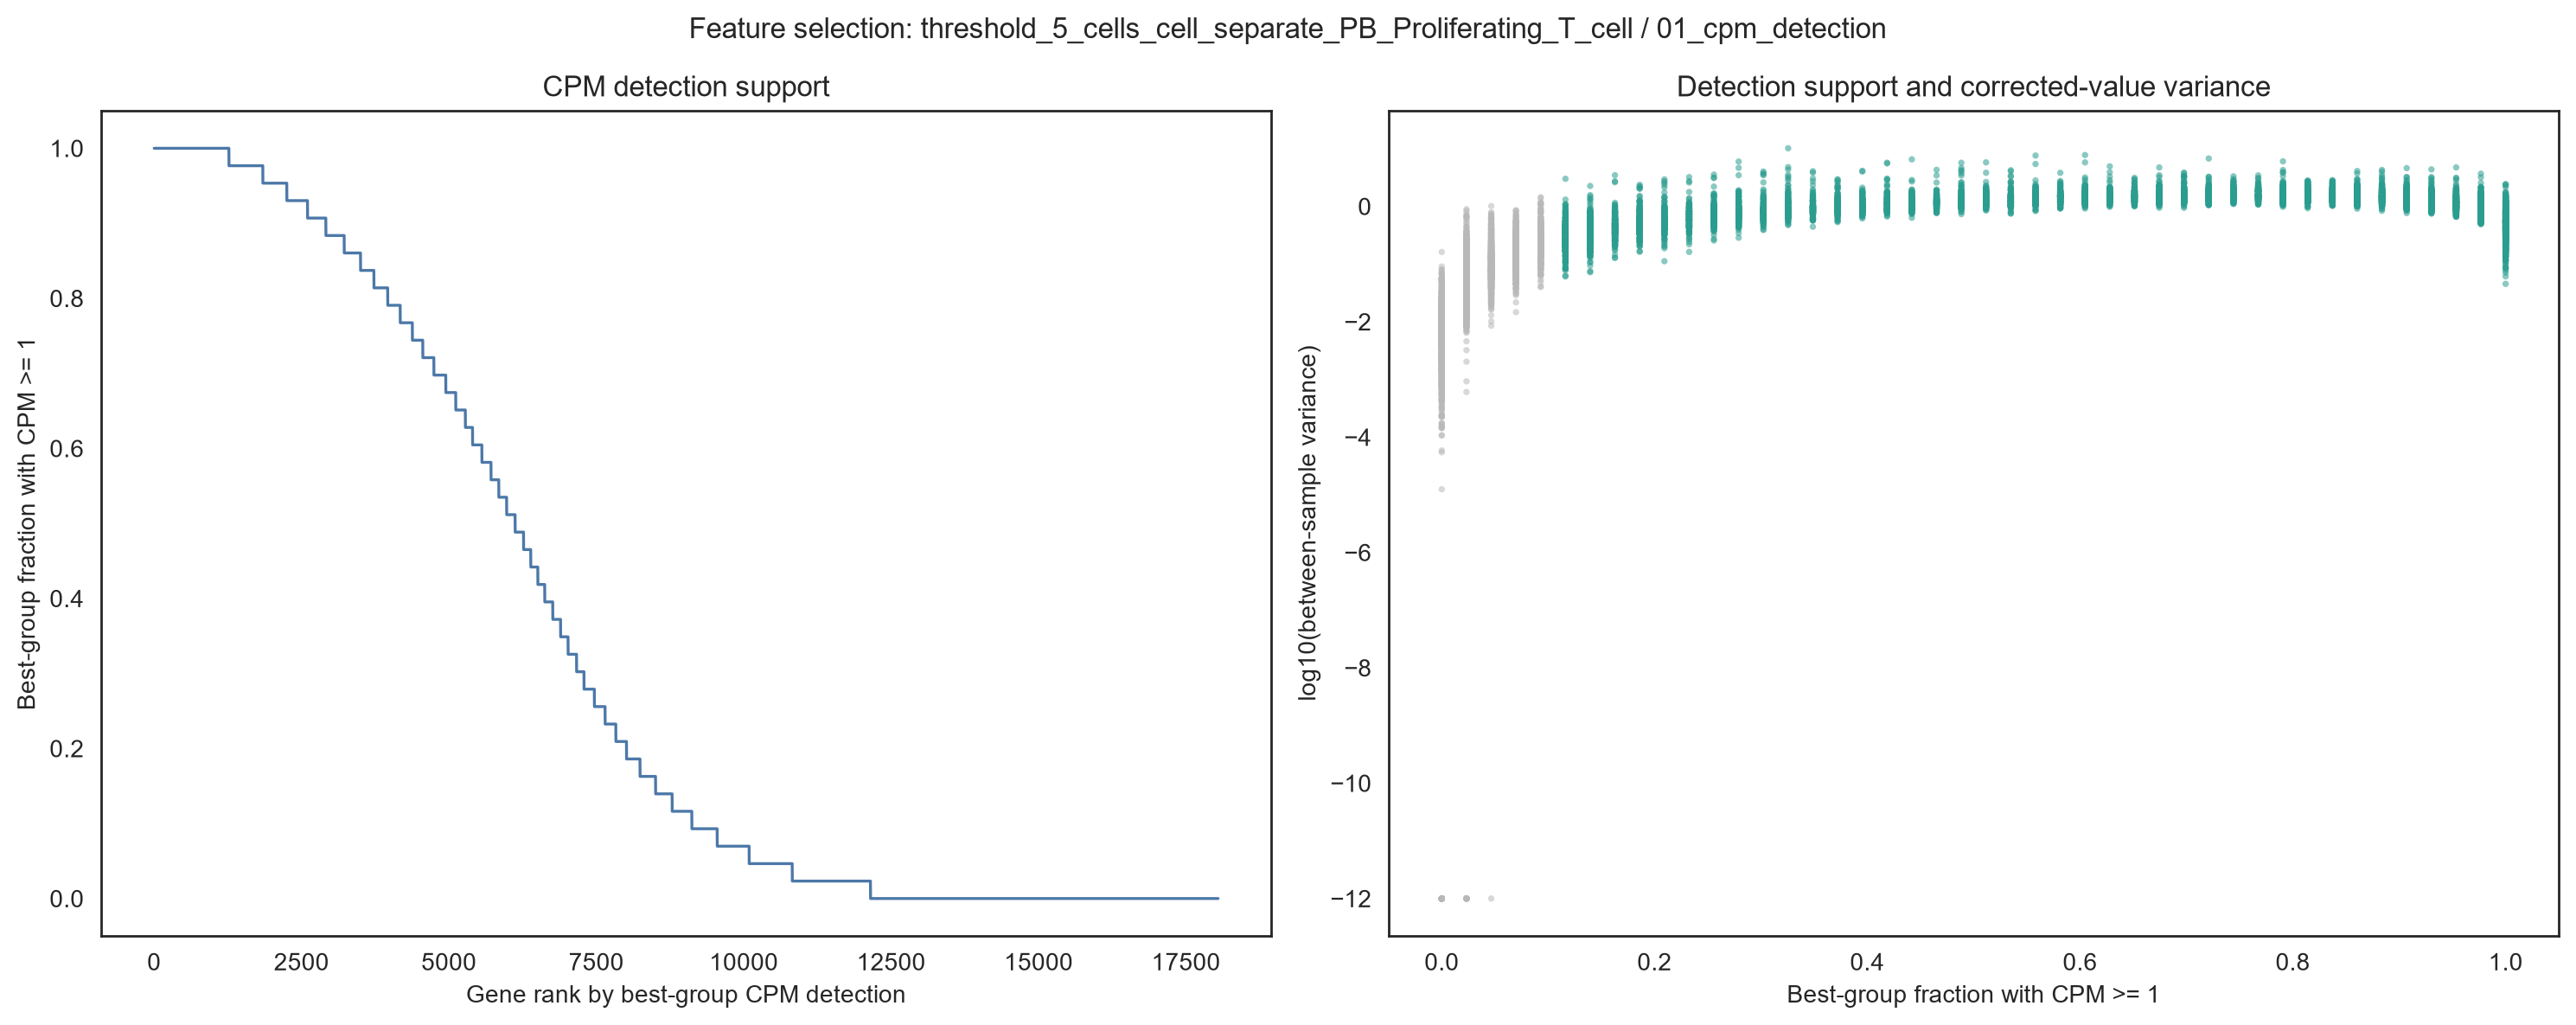 Feature selection: threshold_5_cells_cell_separate_PB_Proliferating_T_cell / 01_cpm_detection
CPM detection support
Best-group fraction with CPM >= 1
1.0
0.8
0.6
0.4
0.2
0.0
0 2500 5000 7500 10000 12500 15000 17500
Gene rank by best-group CPM detection
Detection support and corrected-value variance
log10(between-sample variance)
0
−2
−4
−6
−8
−10
−12
0.0 0.2 0.4 0.6 0.8 1.0
Best-group fraction with CPM >= 1